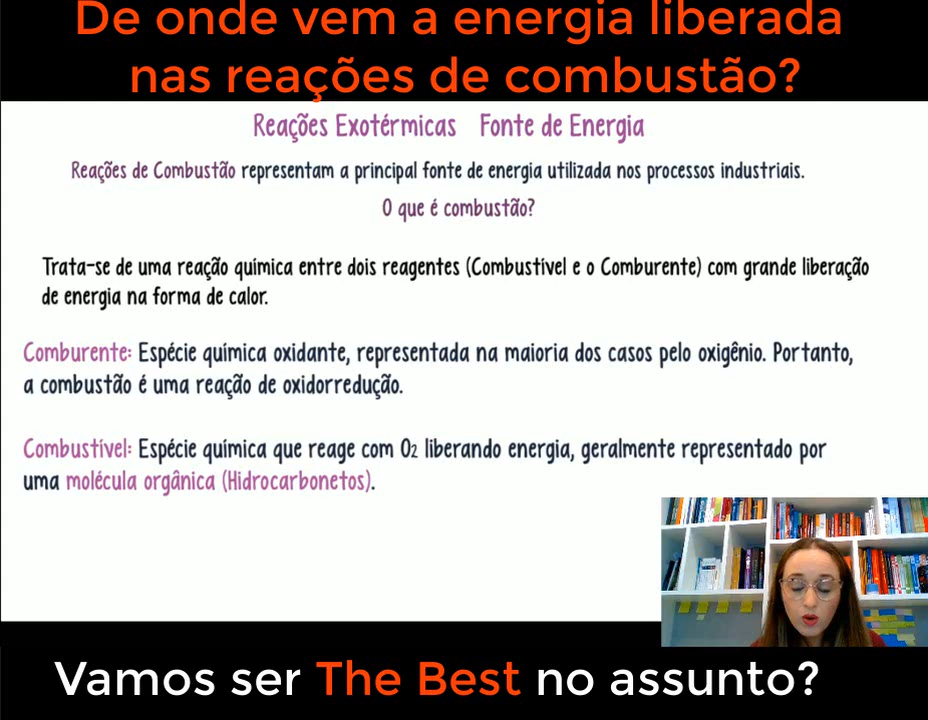 De onde vem a energia liberada
nas reações de combustão?
Reações Exotérmicas Fonte de Energia
Reações de Combustão representam a principal fonte de energia utilizada nos processos industriais.
O que é combustão?
Trata-se de uma reação química entre dois reagentes (Combustível e o Comburente) com grande liberação
de energia na forma de calor.
Comburente: Espécie química oxidante, representada na maioria dos casos pelo oxigênio. Portanto,
a combustão é uma reação de oxidorredução.
Combustível: Espécie química que reage com O₂ liberando energia, geralmente representado por
uma molécula orgânica (Hidrocarbonetos).
Vamos ser The Best no assunto?